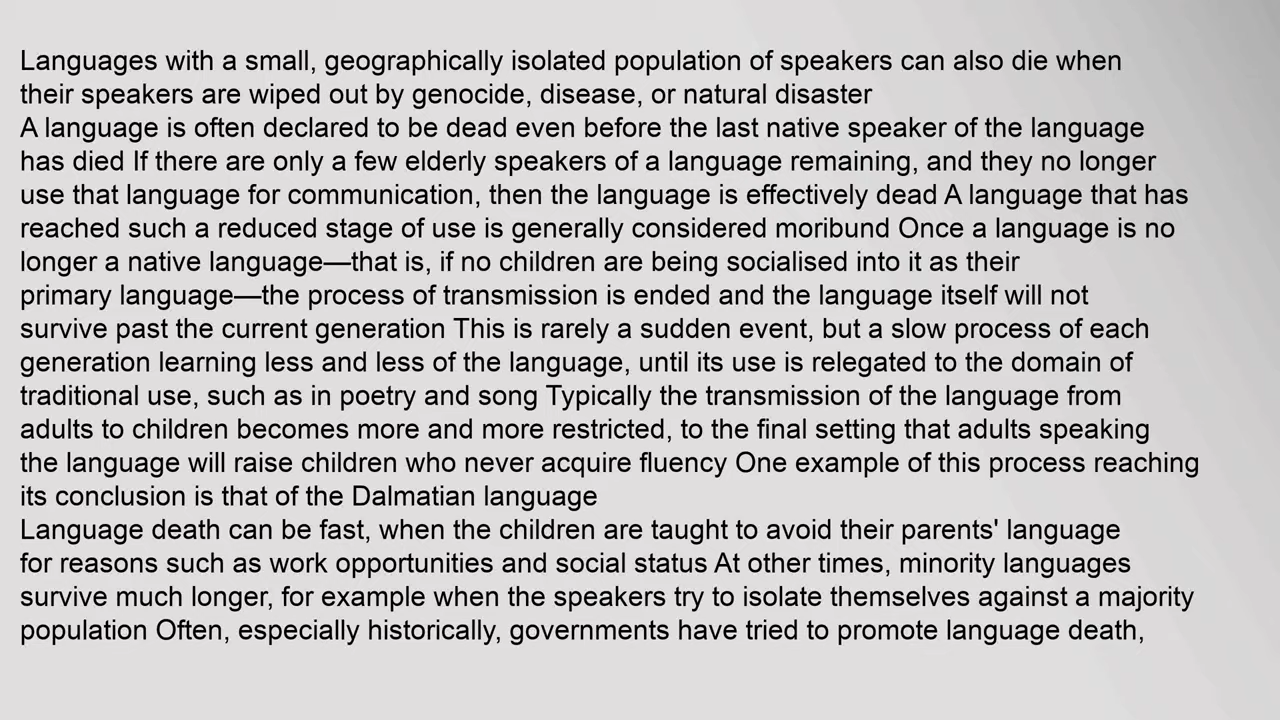 Languages with a small, geographically isolated population of speakers can also die when
their speakers are wiped out by genocide, disease, or natural disaster
A language is often declared to be dead even before the last native speaker of the language
has died If there are only a few elderly speakers of a language remaining, and they no longer
use that language for communication, then the language is effectively dead A language that has
reached such a reduced stage of use is generally considered moribund Once a language is no
longer a native language—that is, if no children are being socialised into it as their
primary language—the process of transmission is ended and the language itself will not
survive past the current generation This is rarely a sudden event, but a slow process of each
generation learning less and less of the language, until its use is relegated to the domain of
traditional use, such as in poetry and song Typically the transmission of the language from
adults to children becomes more and more restricted, to the final setting that adults speaking
the language will raise children who never acquire fluency One example of this process reaching
its conclusion is that of the Dalmatian language
Language death can be fast, when the children are taught to avoid their parents' language
for reasons such as work opportunities and social status At other times, minority languages
survive much longer, for example when the speakers try to isolate themselves against a majority
population Often, especially historically, governments have tried to promote language death,